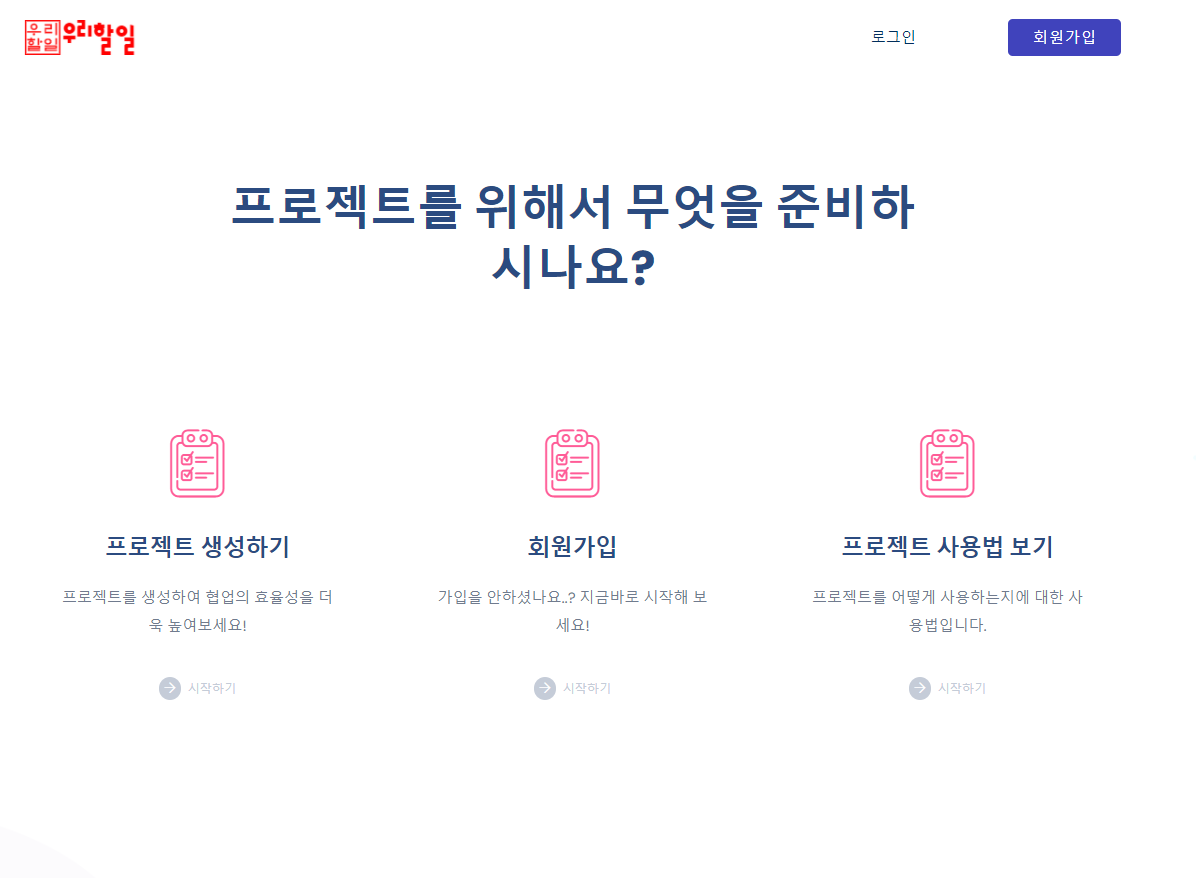 우리
할일
우리할일
로그인
회원가입
프로젝트를 위해서 무엇을 준비하
시나요?
프로젝트 생성하기
프로젝트를 생성하여 협업의 효율성을 더
욱 높여보세요!
시작하기
회원가입
가입을 안하셨나요..? 지금바로 시작해 보
세요!
시작하기
프로젝트 사용법 보기
프로젝트를 어떻게 사용하는지에 대한 사
용법입니다.
시작하기